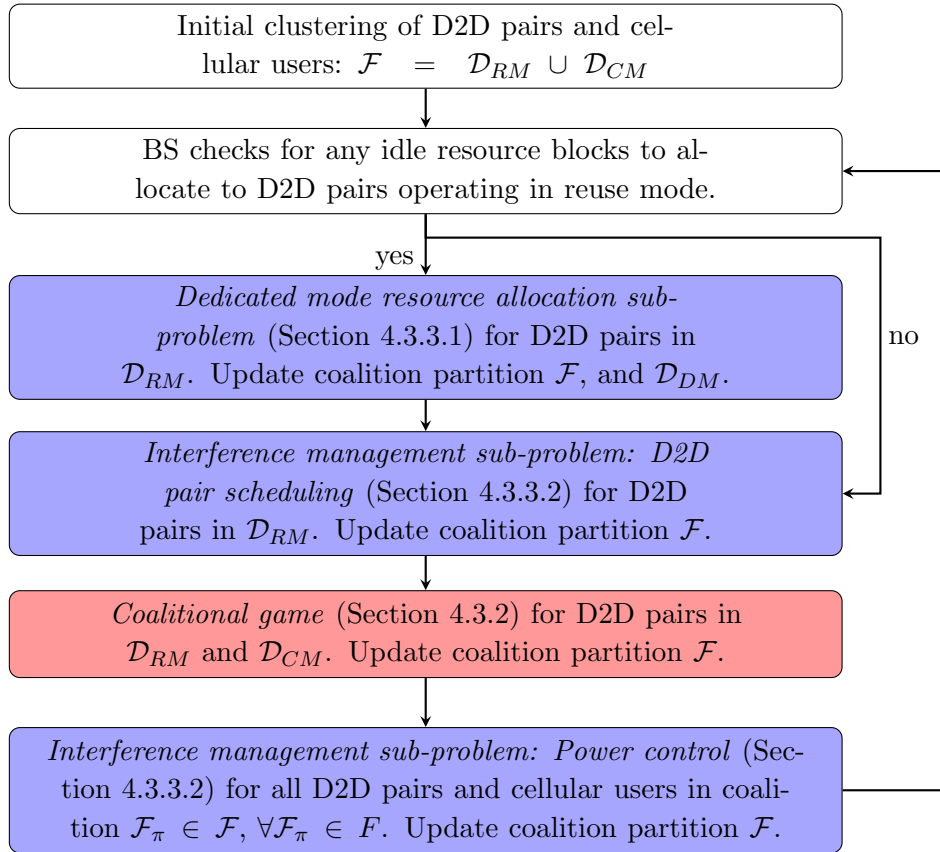 Initial clustering of D2D pairs and cel-
lular users: ℱ = 𝒟_RM ∪ 𝒟_CM
BS checks for any idle resource blocks to al-
locate to D2D pairs operating in reuse mode.
yes
Dedicated mode resource allocation sub-
problem (Section 4.3.3.1) for D2D pairs in
𝒟_RM. Update coalition partition ℱ, and 𝒟_DM.
no
Interference management sub-problem: D2D
pair scheduling (Section 4.3.3.2) for D2D
pairs in 𝒟_RM. Update coalition partition ℱ.
Coalitional game (Section 4.3.2) for D2D pairs in
𝒟_RM and 𝒟_CM. Update coalition partition ℱ.
Interference management sub-problem: Power control (Sec-
tion 4.3.3.2) for all D2D pairs and cellular users in coali-
tion ℱ_π ∈ ℱ, ∀ℱ_π ∈ F. Update coalition partition ℱ.